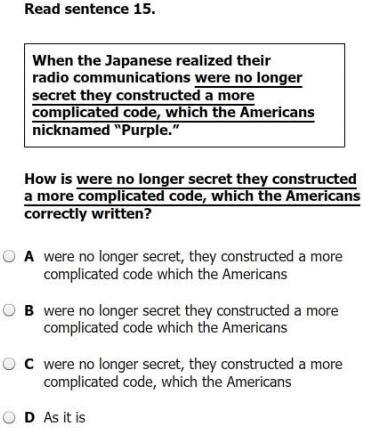 Read sentence 15.
When the Japanese realized their
radio communications were no longer
secret they constructed a more
complicated code, which the Americans
nicknamed “Purple.”
How is were no longer secret they constructed
a more complicated code, which the Americans
correctly written?
A were no longer secret, they constructed a more
complicated code which the Americans
B were no longer secret they constructed a more
complicated code which the Americans
C were no longer secret, they constructed a more
complicated code, which the Americans
D As it is